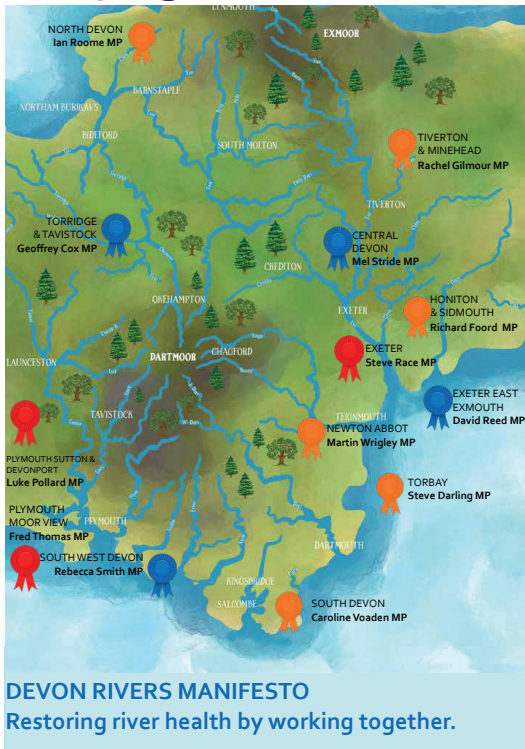 LYNMOUTH
EXMOOR
NORTH DEVON
Ian Roome MP
BARNSTAPLE
NORTHAM BURROWS
BIDEFORD
SOUTH MOLTON
TIVERTON
& MINEHEAD
Rachel Gilmour MP
TIVERTON
TORRIDGE
& TAVISTOCK
Geoffrey Cox MP
CENTRAL
DEVON
Mel Stride MP
CREDITON
OKEHAMPTON
HONITON
& SIDMOUTH
Richard Foord MP
EXETER
EXETER
Steve Race MP
DARTMOOR
CHAGFORD
LAUNCESTON
EXETER EAST
EXMOUTH
David Reed MP
TAVISTOCK
TEIGNMOUTH
NEWTON ABBOT
Martin Wrigley MP
PLYMOUTH SUTTON &
DEVONPORT
Luke Pollard MP
TORBAY
Steve Darling MP
PLYMOUTH
MOOR VIEW
Fred Thomas MP
PLYMOUTH
DARTMOUTH
SOUTH WEST DEVON
Rebecca Smith MP
KINGSBRIDGE
SALCOMBE
SOUTH DEVON
Caroline Voaden MP
DEVON RIVERS MANIFESTO
Restoring river health by working together.